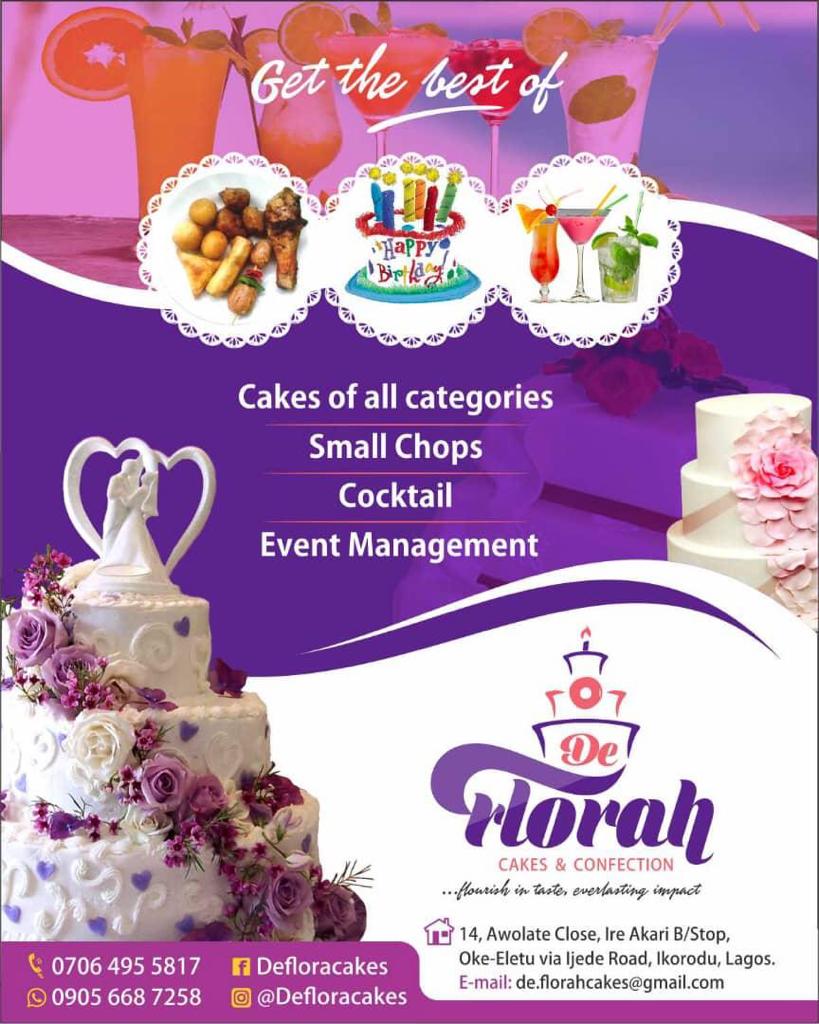 Get the best of
Happy
Birthday!
Cakes of all categories
Small Chops
Cocktail
Event Management
De
Florah
CAKES & CONFECTION
...flourish in taste, everlasting impact
14, Awolate Close, Ire Akari B/Stop,
Oke-Eletu via Ijede Road, Ikorodu, Lagos.
E-mail: de.florahcakes@gmail.com
0706 495 5817
Defloracakes
0905 668 7258
@Defloracakes